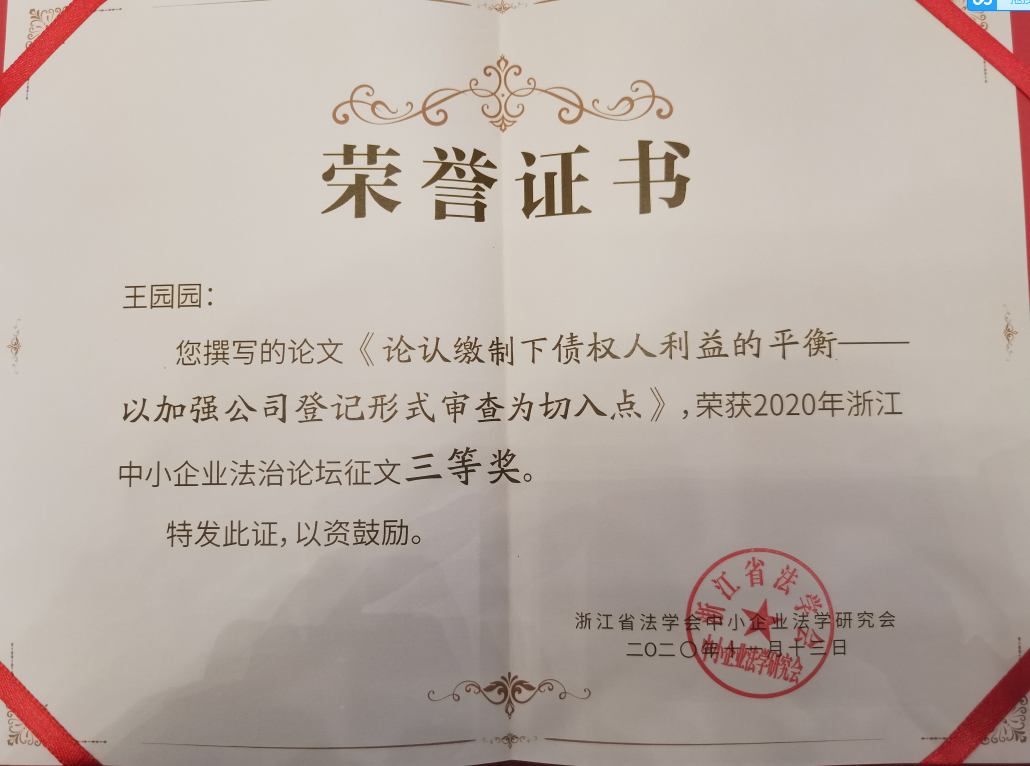 荣誉证书
王园园：
您撰写的论文《论认缴制下债权人利益的平衡——
以加强公司登记形式审查为切入点》，荣获2020年浙江
中小企业法治论坛征文三等奖。
特发此证，以资鼓励。
浙江省法学会中小企业法学研究会
二〇二〇年十一月十三日
浙江省法学会
中小企业法学研究会